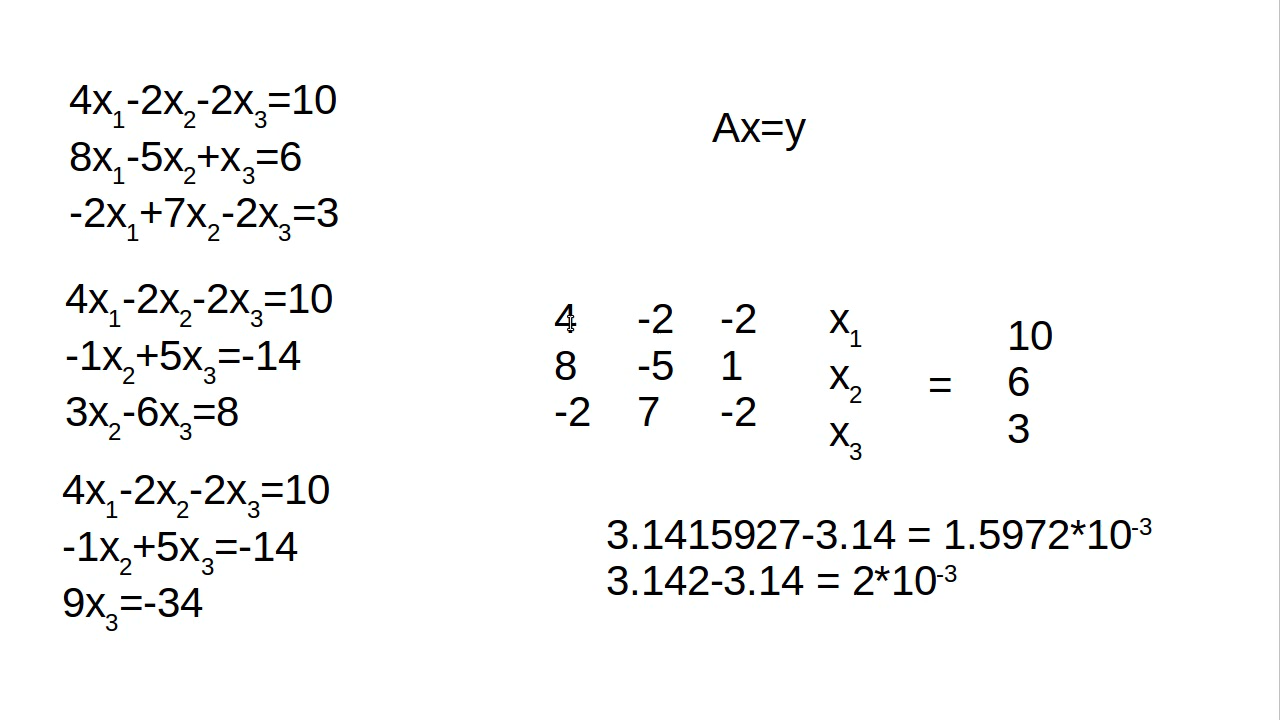 4x₁-2x₂-2x₃=10
8x₁-5x₂+x₃=6
-2x₁+7x₂-2x₃=3
4x₁-2x₂-2x₃=10
-1x₂+5x₃=-14
3x₂-6x₃=8
4x₁-2x₂-2x₃=10
-1x₂+5x₃=-14
9x₃=-34
Ax=y
4 -2 -2 x₁ 10
8 -5 1 x₂ = 6
-2 7 -2 x₃ 3
3.1415927-3.14 = 1.5972*10⁻³
3.142-3.14 = 2*10⁻³